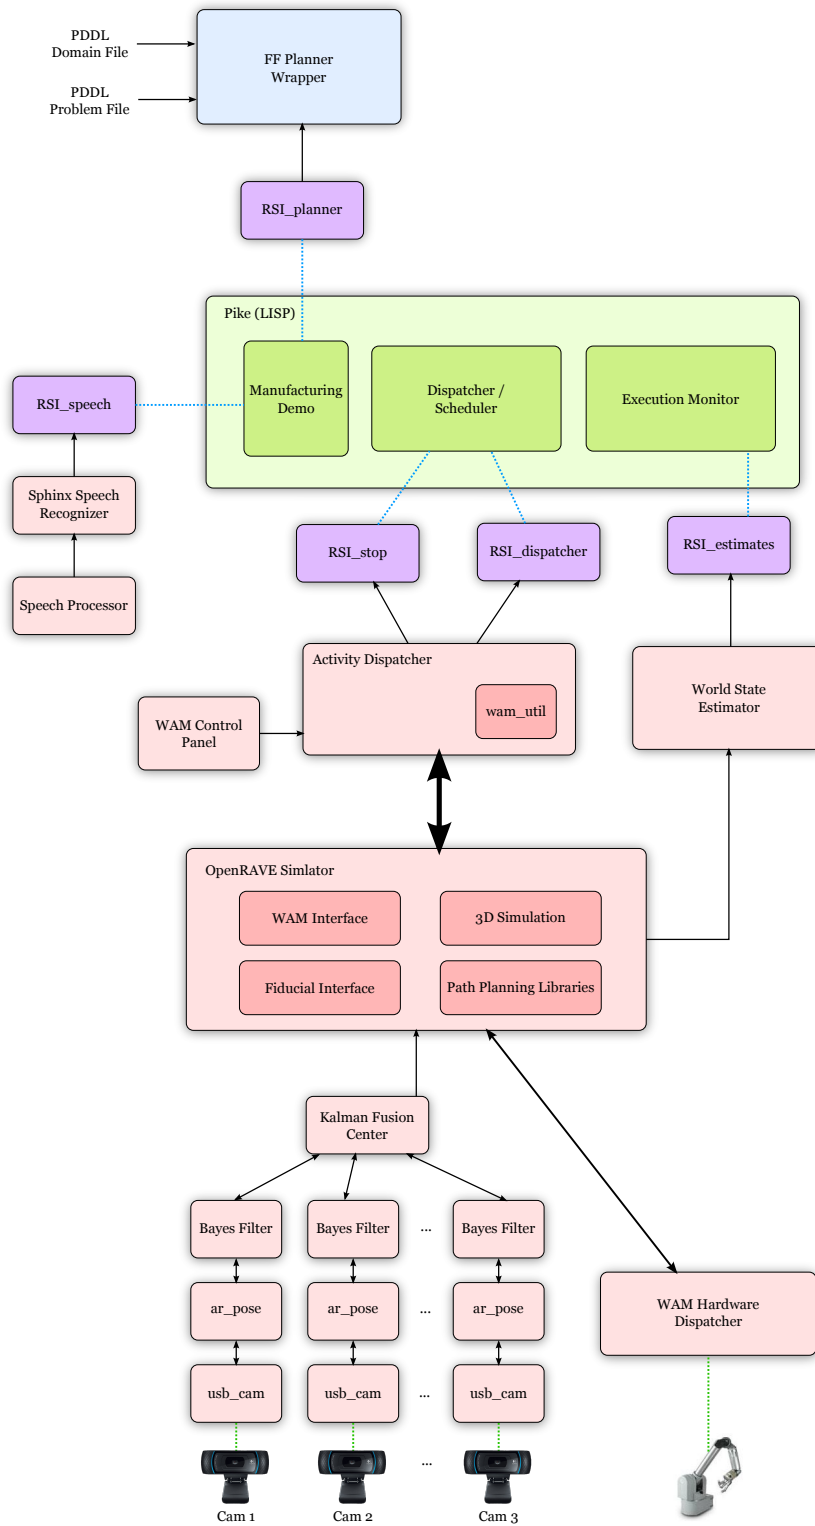 PDDL
Domain File
FF Planner
Wrapper
PDDL
Problem File
RSI_planner
Pike (LISP)
Manufacturing
Demo
Dispatcher /
Scheduler
Execution Monitor
RSI_speech
Sphinx Speech
Recognizer
Speech Processor
RSI_stop
RSI_dispatcher
RSI_estimates
Activity Dispatcher
wam_util
WAM Control
Panel
World State
Estimator
OpenRAVE Simlator
WAM Interface
3D Simulation
Fiducial Interface
Path Planning Libraries
Kalman Fusion
Center
Bayes Filter
Bayes Filter
...
Bayes Filter
ar_pose
ar_pose
...
ar_pose
WAM Hardware
Dispatcher
usb_cam
usb_cam
...
usb_cam
...
Cam 1
Cam 2
Cam 3